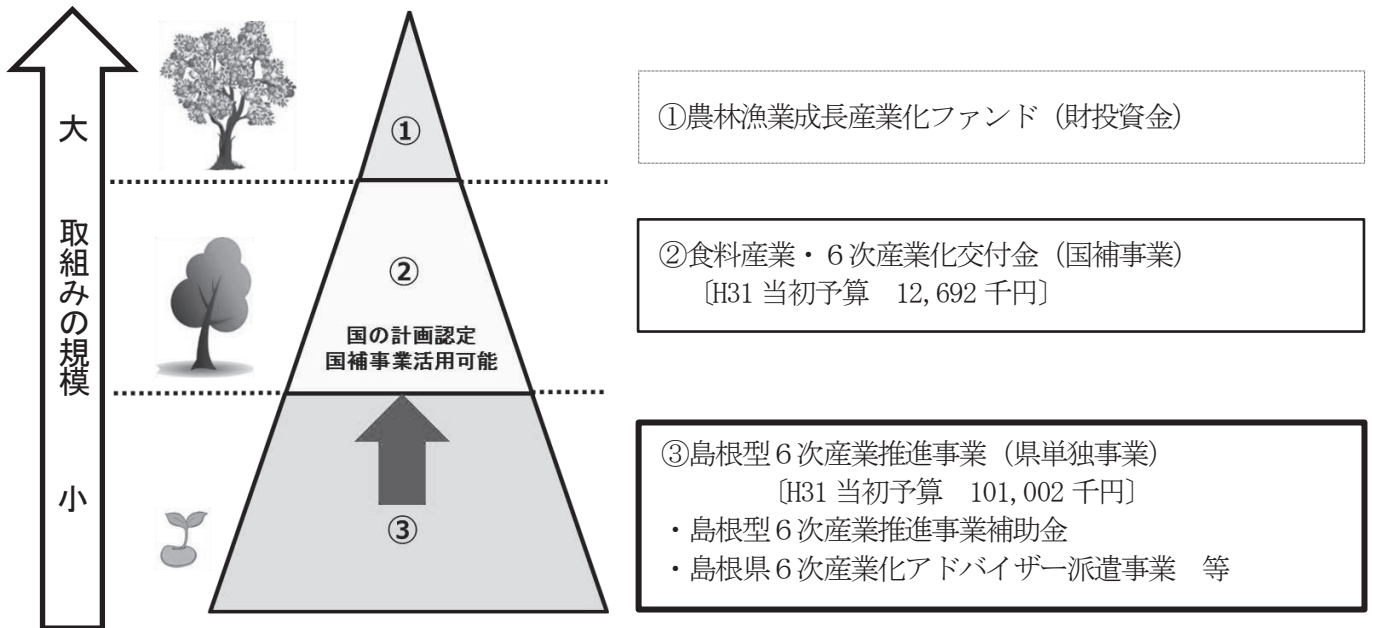 大
取組みの規模
小
①
②
国の計画認定
国補事業活用可能
③
①農林漁業成長産業化ファンド（財投資金）
②食料産業・６次産業化交付金（国補事業）
〔H31 当初予算　12,692 千円〕
③島根型６次産業推進事業（県単独事業）
〔H31 当初予算　101,002 千円〕
・島根型６次産業推進事業補助金
・島根県６次産業化アドバイザー派遣事業　等